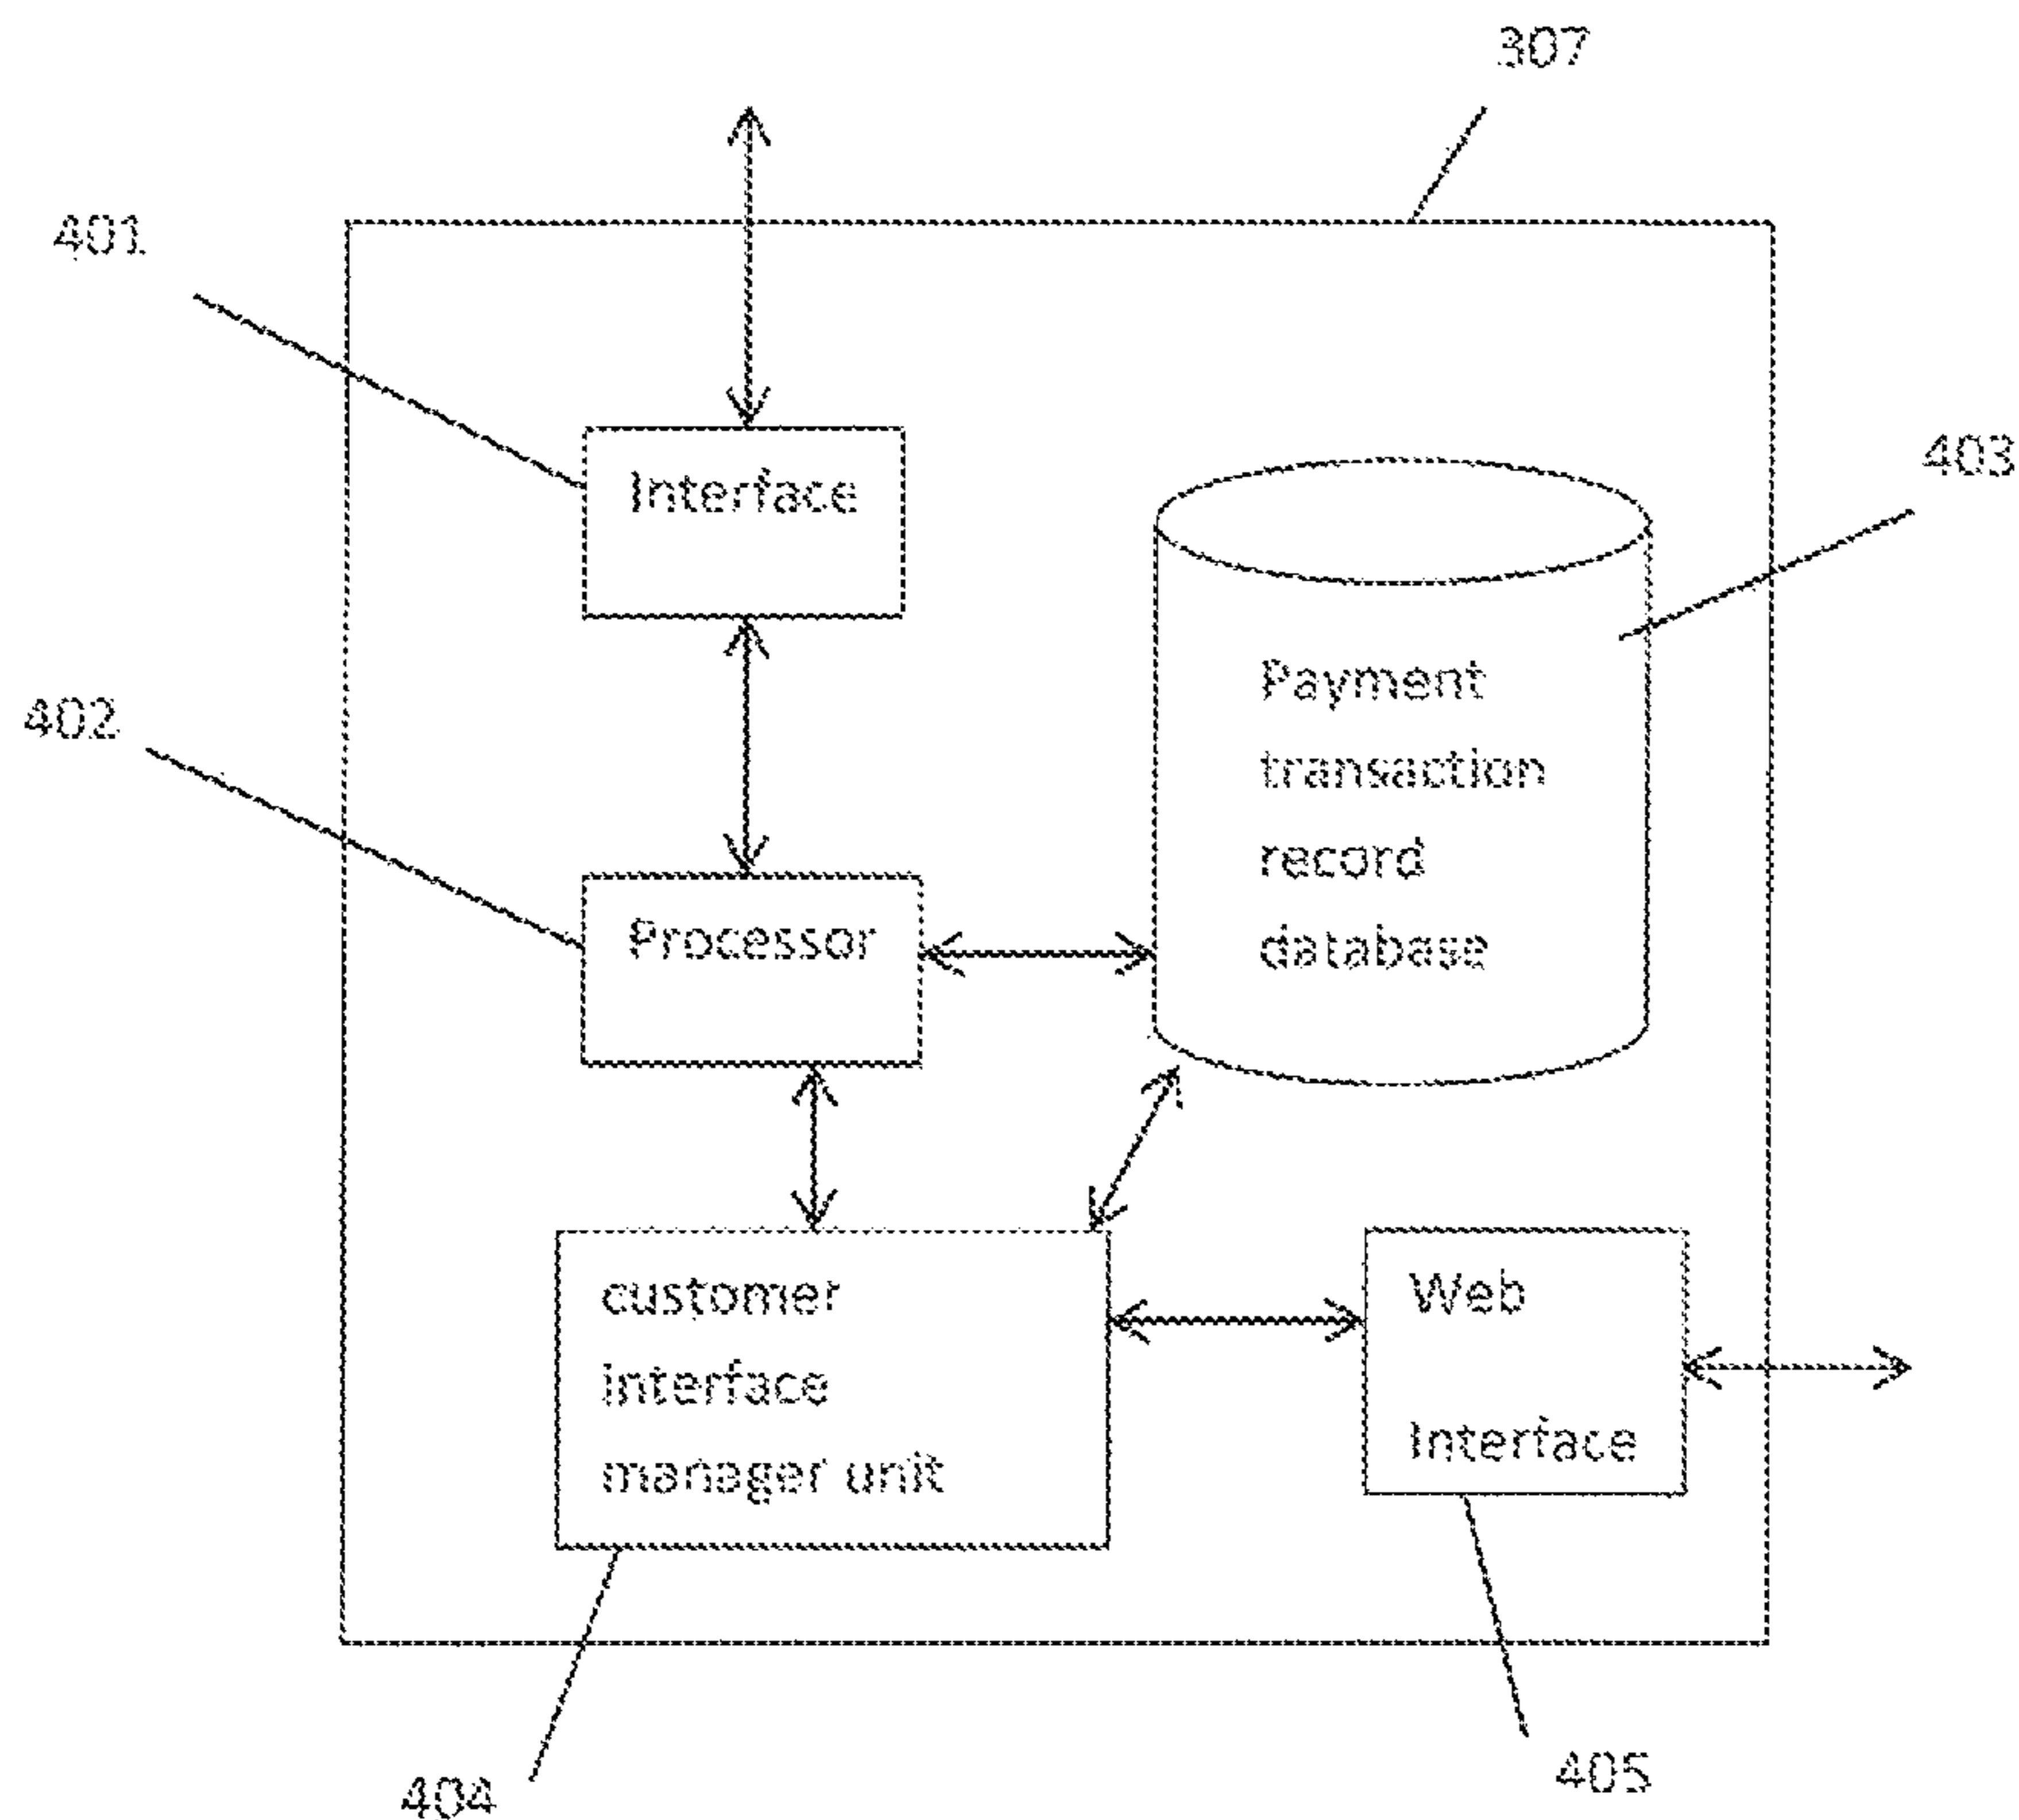 307
401
Interface
403
Payment
transaction
record
database
402
Processor
customer
interface
manager unit
Web
Interface
404
405